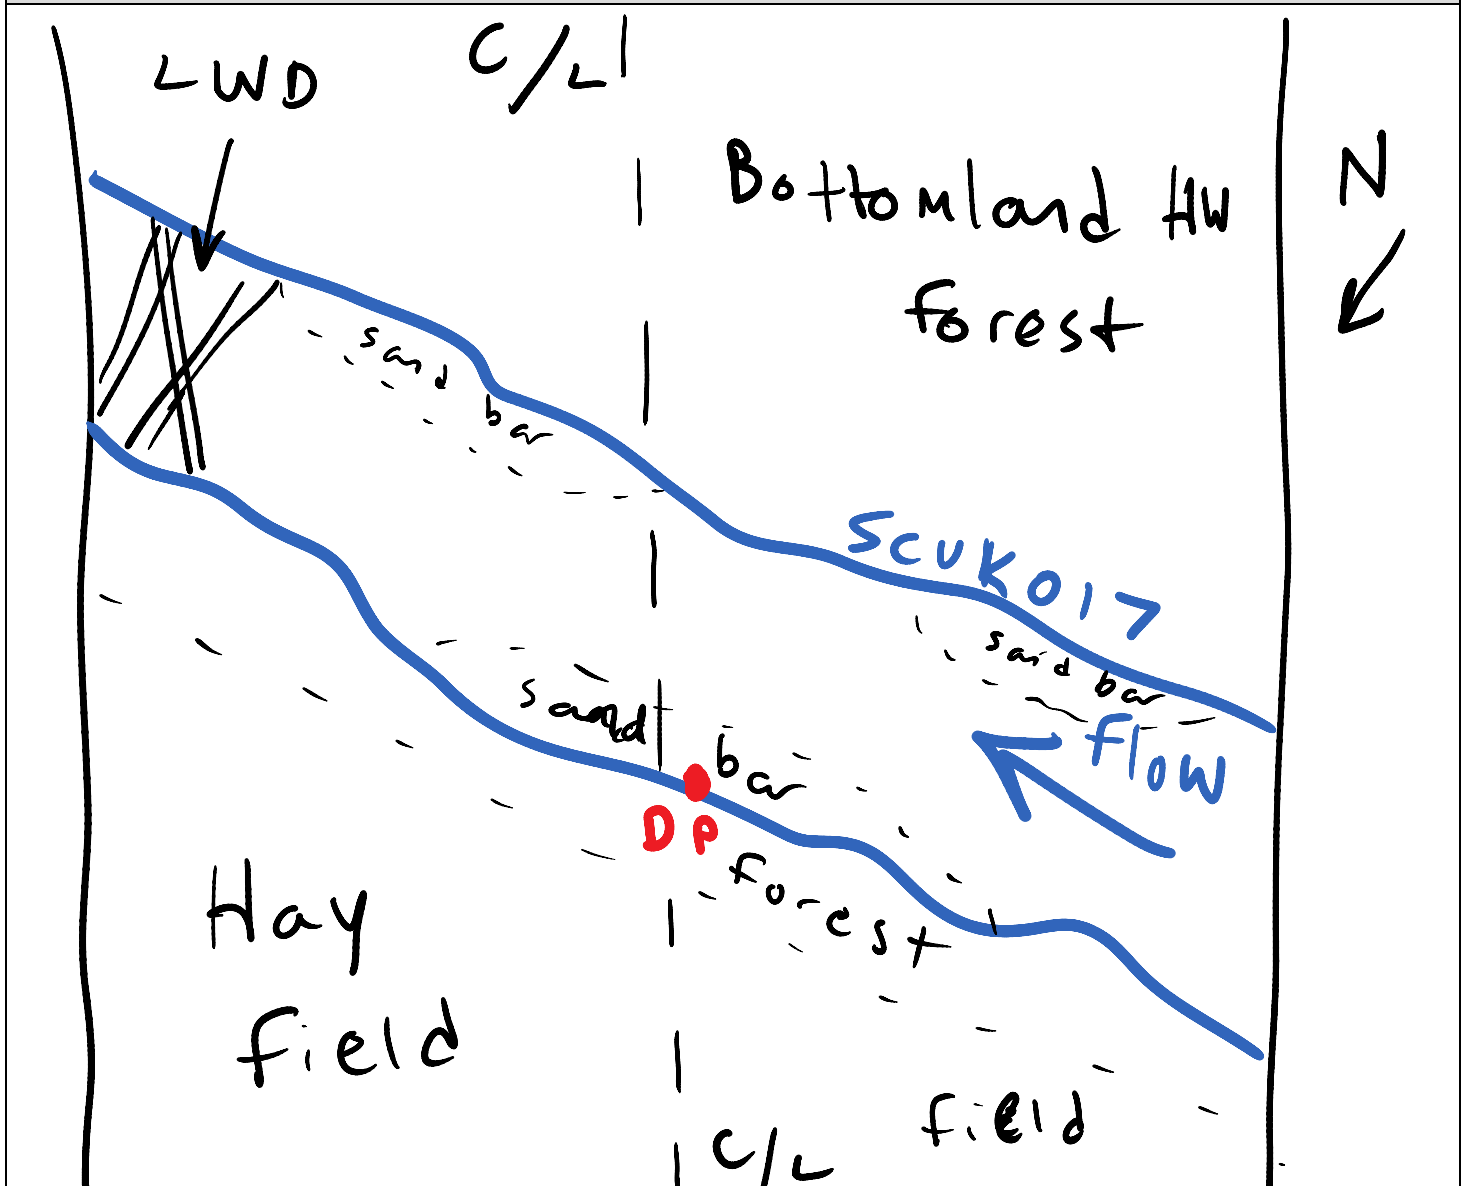 LWD
C/L
Bottomland HW
forest
N
sand
bar
SCUK017
sand bar
flow
sand
bar
DP
forest
Hay
field
field
C/L